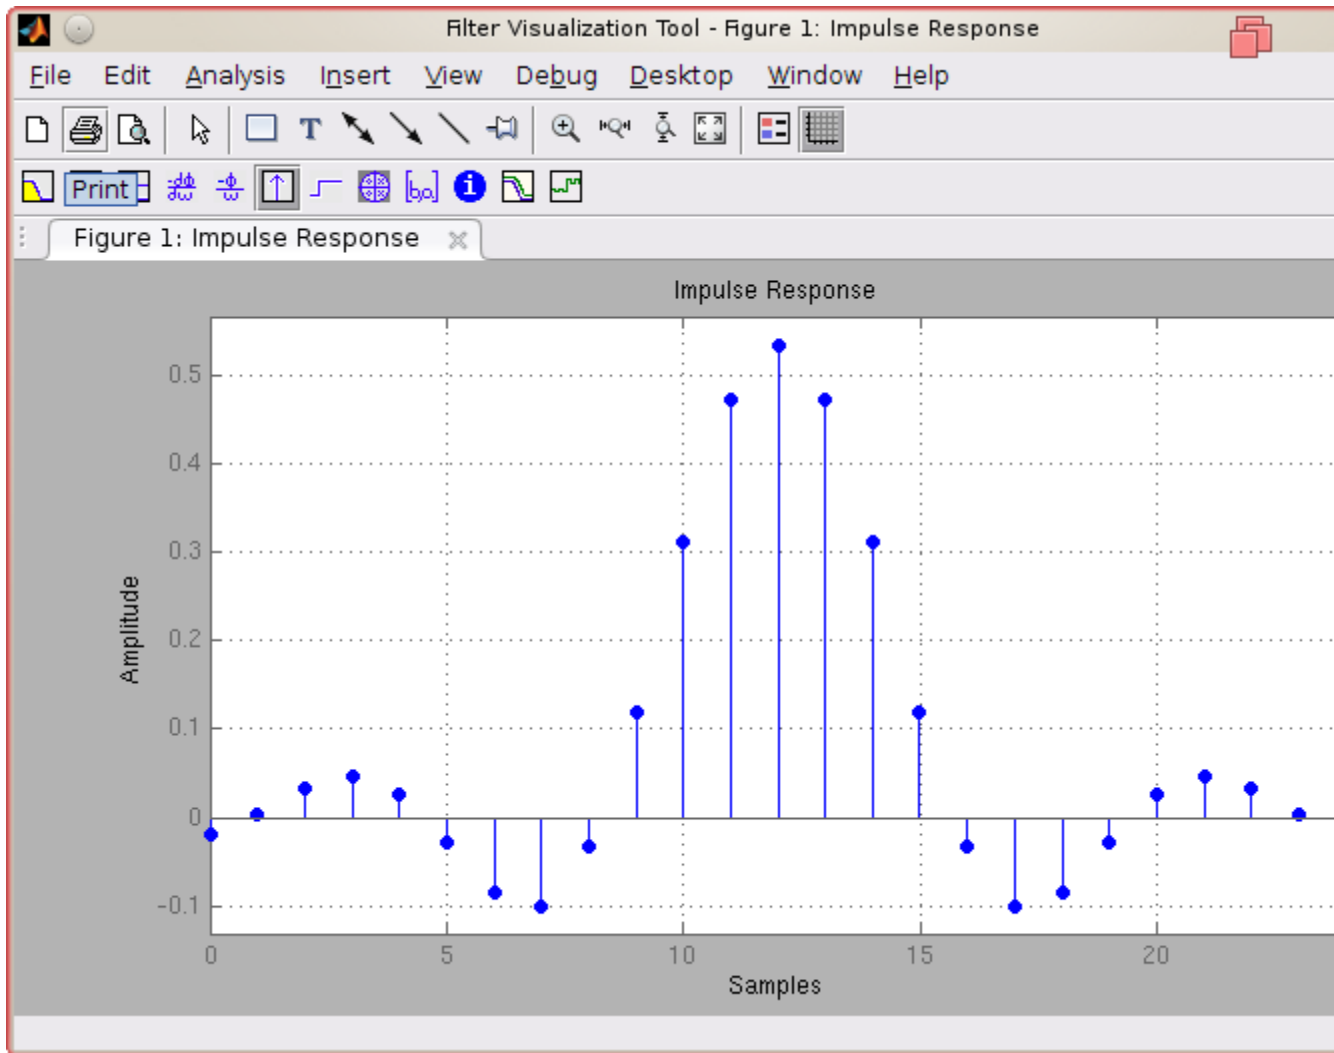 Filter Visualization Tool - Figure 1: Impulse Response
File Edit Analysis Insert View Debug Desktop Window Help
T
Print
[b,a] i
Figure 1: Impulse Response
Impulse Response
0.5
0.4
0.3
0.2
0.1
0
-0.1
Amplitude
0 5 10 15 20
Samples